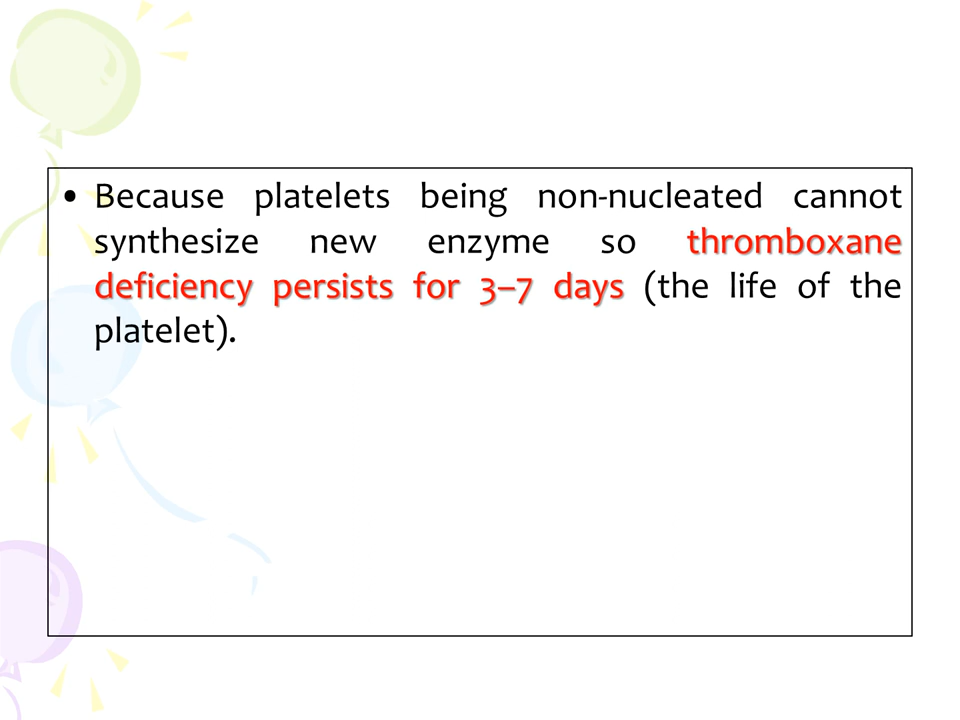 • Because platelets being non-nucleated cannot
synthesize new enzyme so thromboxane
deficiency persists for 3–7 days (the life of the
platelet).